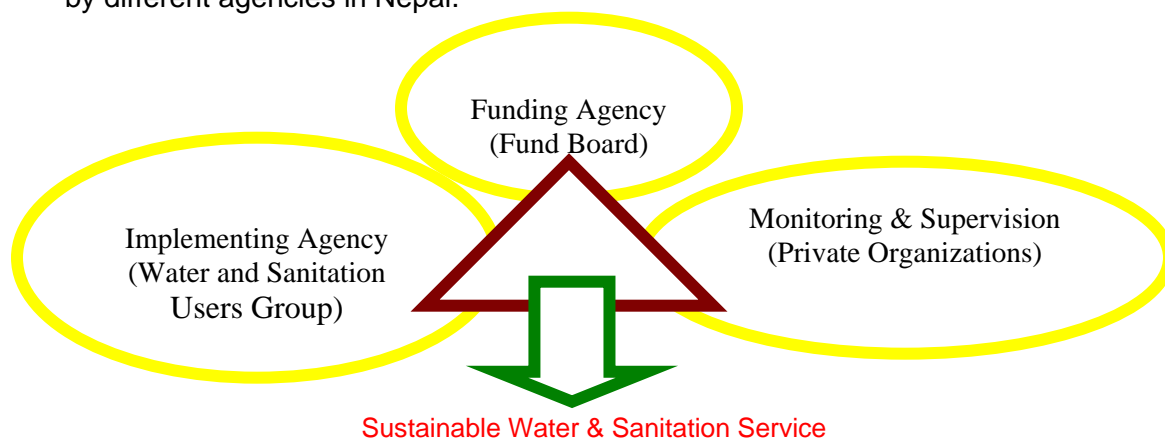 by different agencies in Nepal.
Funding Agency
(Fund Board)
Implementing Agency
(Water and Sanitation
Users Group)
Monitoring & Supervision
(Private Organizations)
Sustainable Water & Sanitation Service